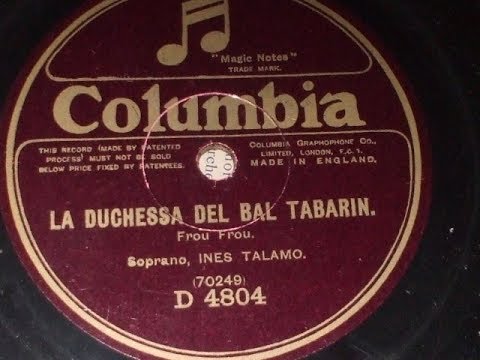 "Magic Notes"
TRADE MARK.
Columbia
THIS RECORD (MADE BY PATENTED
PROCESS) MUST NOT BE SOLD
BELOW PRICE FIXED BY PATENTEES.
COLUMBIA GRAPHOPHONE CO.,
LIMITED, LONDON, E.C.1.
MADE IN ENGLAND.
LA DUCHESSA DEL BAL TABARIN.
Frou Frou.
Soprano, INES TALAMO.
(70249)
D 4804